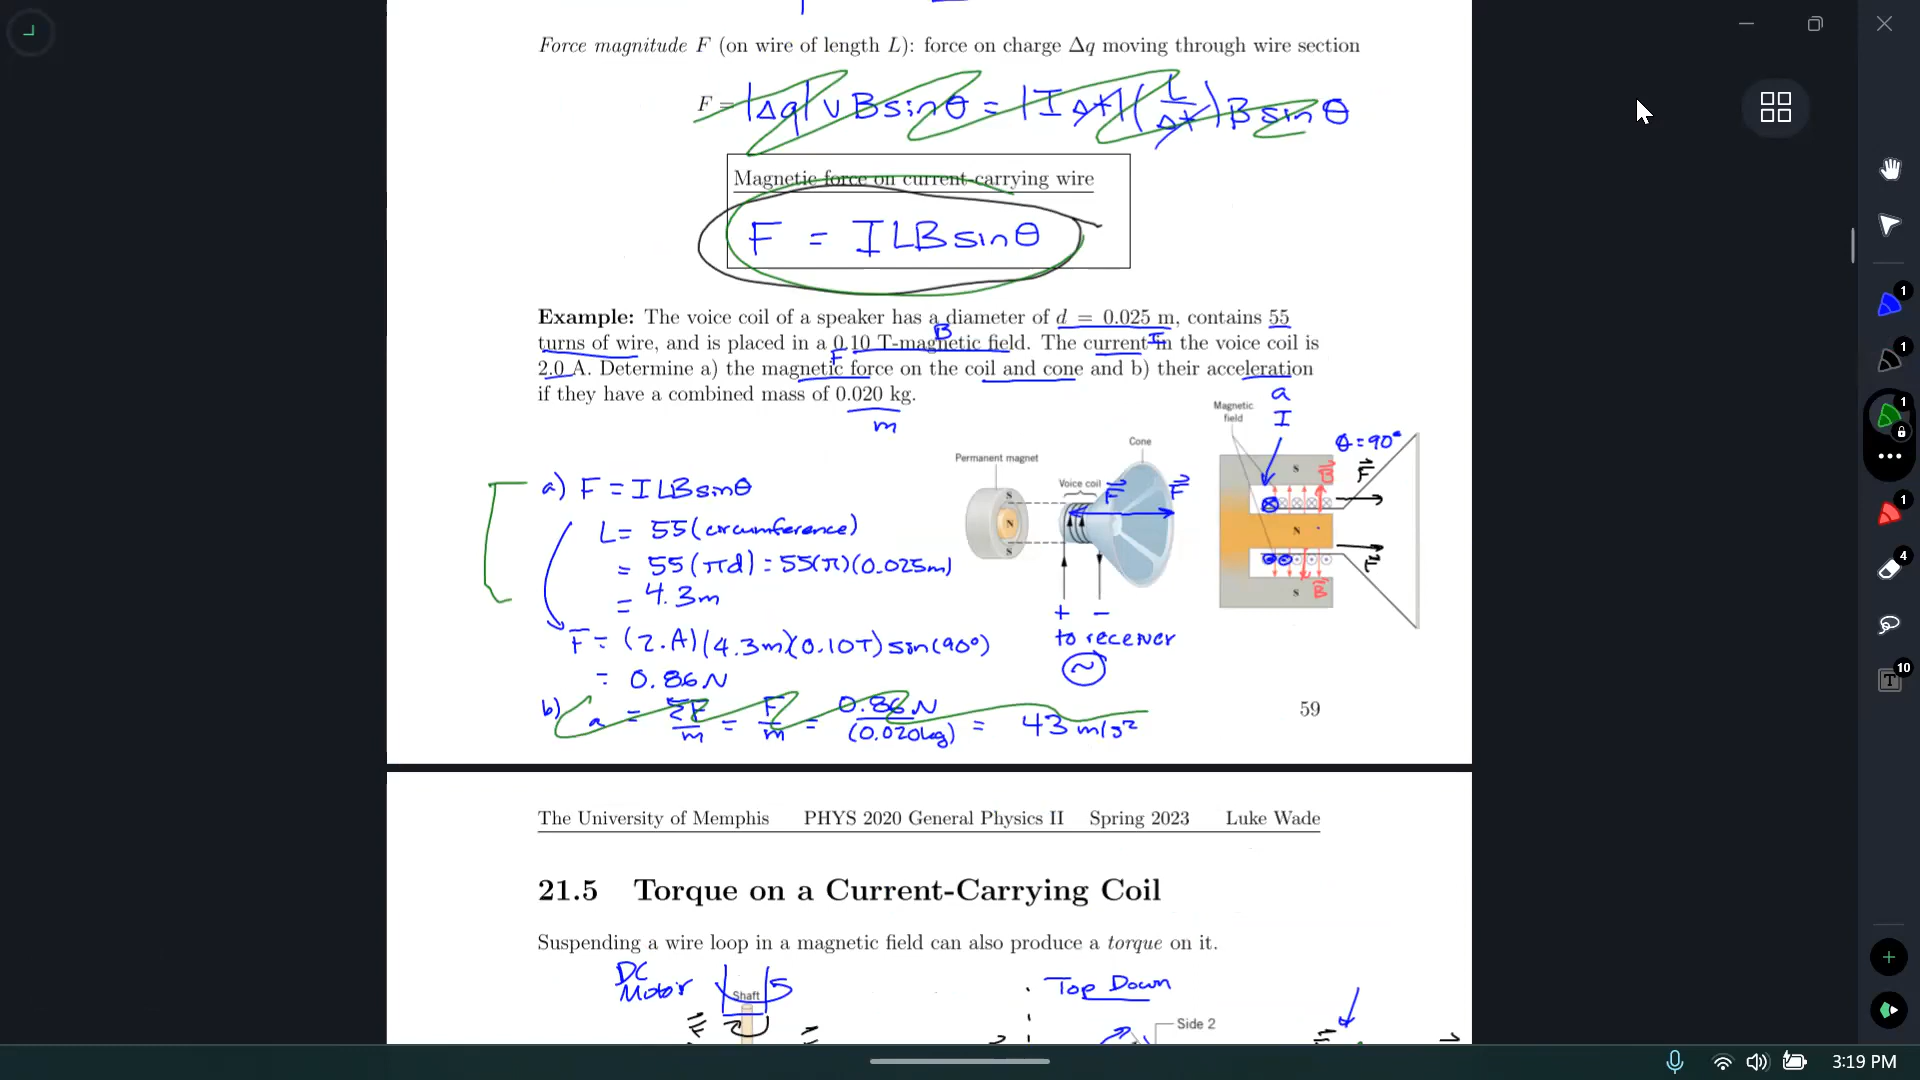 Force magnitude F (on wire of length L): force on charge Δq moving through wire section
F = |Δq| v B sin θ = |I Δt| (L/Δt) B sin θ
Magnetic force on current-carrying wire
F = I L B sin θ
Example: The voice coil of a speaker has a diameter of d = 0.025 m, contains 55
B
turns of wire, and is placed in a 0.10 T-magnetic field. The current in the voice coil is
F
I
2.0 A. Determine a) the magnetic force on the coil and cone and b) their acceleration
a
if they have a combined mass of 0.020 kg.
m
Magnetic
field
I
θ = 90°
Cone
Permanent magnet
Voice coil
S
N
S
F⃗
F⃗
S
B⃗
F⃗
N
F⃗
S
B⃗
a) F = I L B sin θ
L = 55 (circumference)
= 55 (πd) = 55(π)(0.025m)
= 4.3m
+ −
to receiver
~
F = (2.A)(4.3m)(0.10T) sin(90°)
= 0.86 N
b) a = ΣF/m = F/m = 0.86 N/(0.020kg) = 43 m/s²
59
The University of Memphis PHYS 2020 General Physics II Spring 2023 Luke Wade
21.5 Torque on a Current-Carrying Coil
Suspending a wire loop in a magnetic field can also produce a torque on it.
DC
Motor
Shaft
Top Down
Side 2
1
1
1
1
4
10
3:19 PM